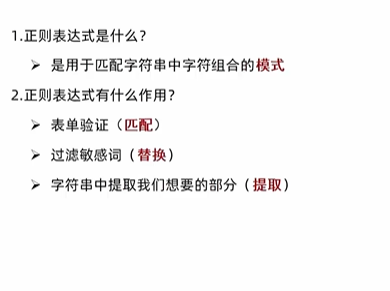 1.正则表达式是什么？
➢ 是用于匹配字符串中字符组合的模式
2.正则表达式有什么作用？
➢ 表单验证（匹配）
➢ 过滤敏感词（替换）
➢ 字符串中提取我们想要的部分（提取）